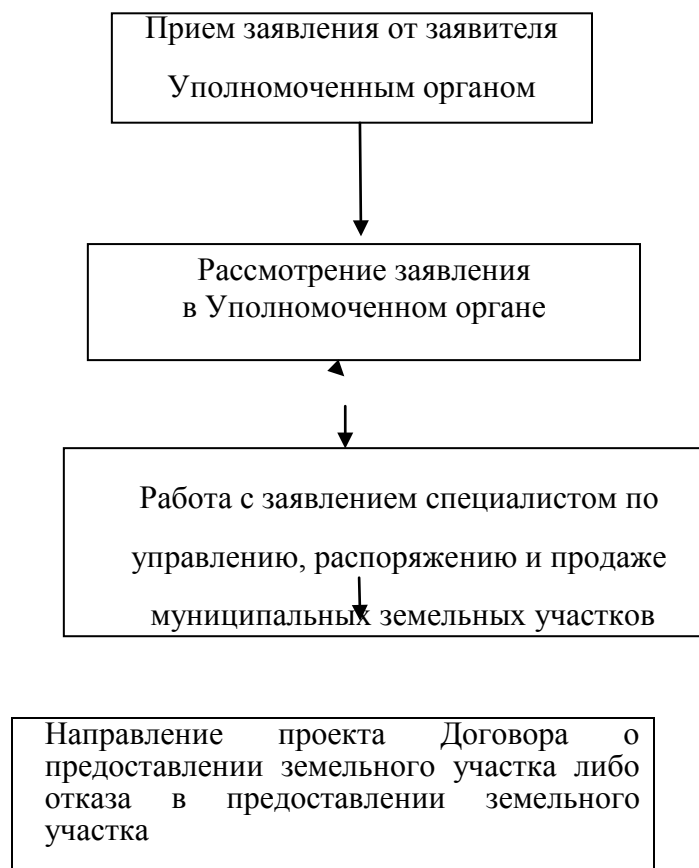 Прием заявления от заявителя
Уполномоченным органом
Рассмотрение заявления
в Уполномоченном органе
Работа с заявлением специалистом по
управлению, распоряжению и продаже
муниципальных земельных участков
Направление проекта Договора о
предоставлении земельного участка либо
отказа в предоставлении земельного
участка